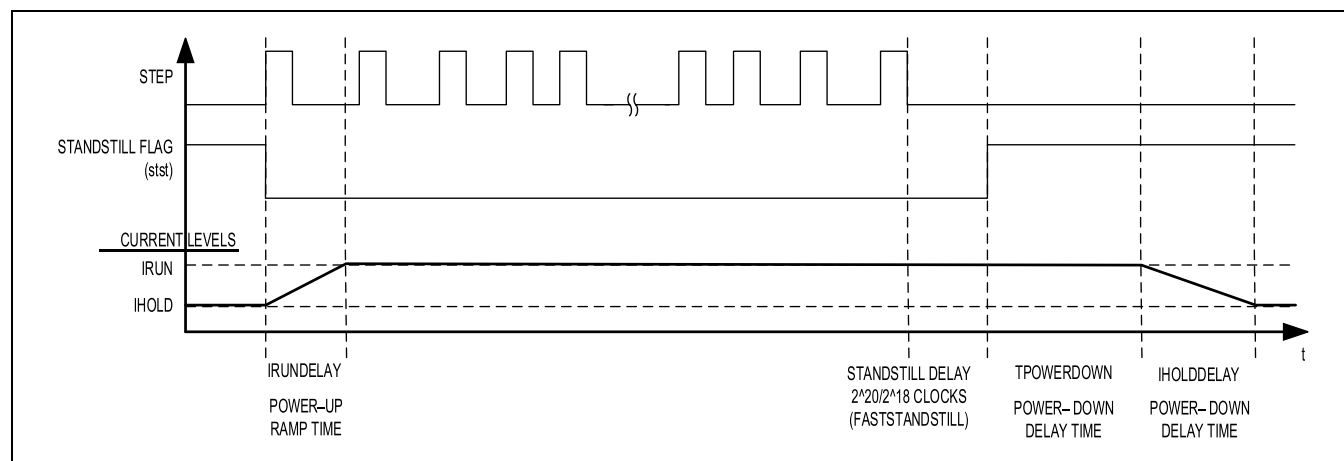 STEP
STANDSTILL FLAG
(stst)
CURRENT LEVELS
IRUN
IHOLD
t
IRUNDELAY
POWER–UP
RAMP TIME
STANDSTILL DELAY
2^20/2^18 CLOCKS
(FASTSTANDSTILL)
TPOWERDOWN
POWER– DOWN
DELAY TIME
IHOLDDELAY
POWER– DOWN
DELAY TIME